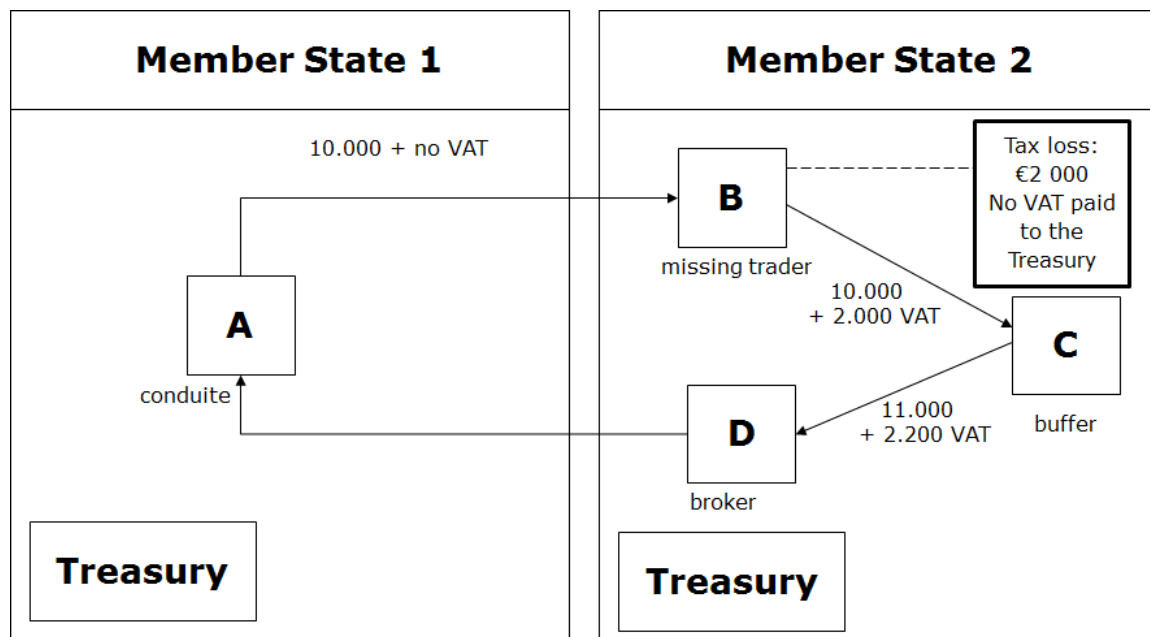 Member State 1
Member State 2
10.000 + no VAT
Tax loss:
€2 000
No VAT paid
to the
Treasury
B
missing trader
10.000
+ 2.000 VAT
A
conduite
C
buffer
11.000
+ 2.200 VAT
D
broker
Treasury
Treasury